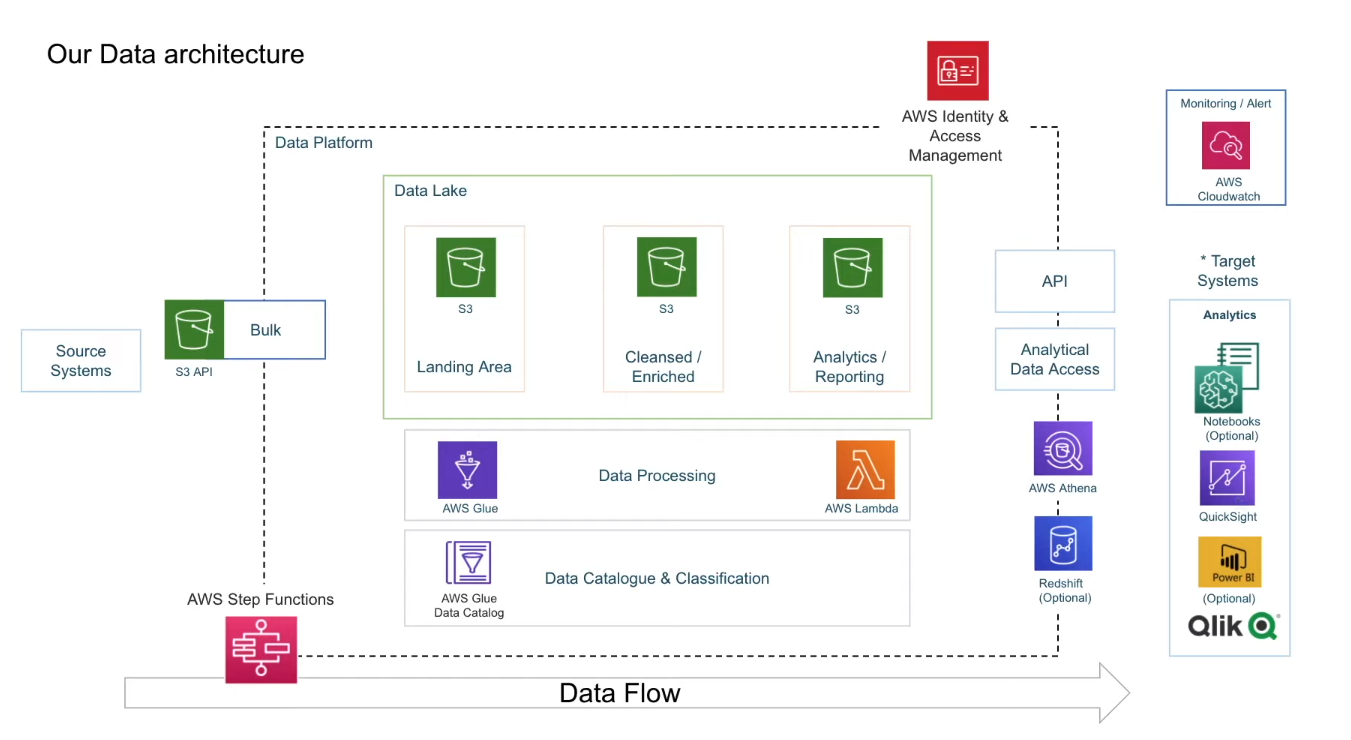 Our Data architecture
AWS Identity &
Access
Management
Monitoring / Alert
AWS
Cloudwatch
Data Platform
Data Lake
S3
Landing Area
S3
Cleansed /
Enriched
S3
Analytics /
Reporting
Source
Systems
Bulk
S3 API
API
Analytical
Data Access
AWS Athena
Redshift
(Optional)
* Target
Systems
Analytics
Notebooks
(Optional)
QuickSight
Power BI
(Optional)
Qlik
Data Processing
AWS Glue
AWS Lambda
Data Catalogue & Classification
AWS Glue
Data Catalog
AWS Step Functions
Data Flow